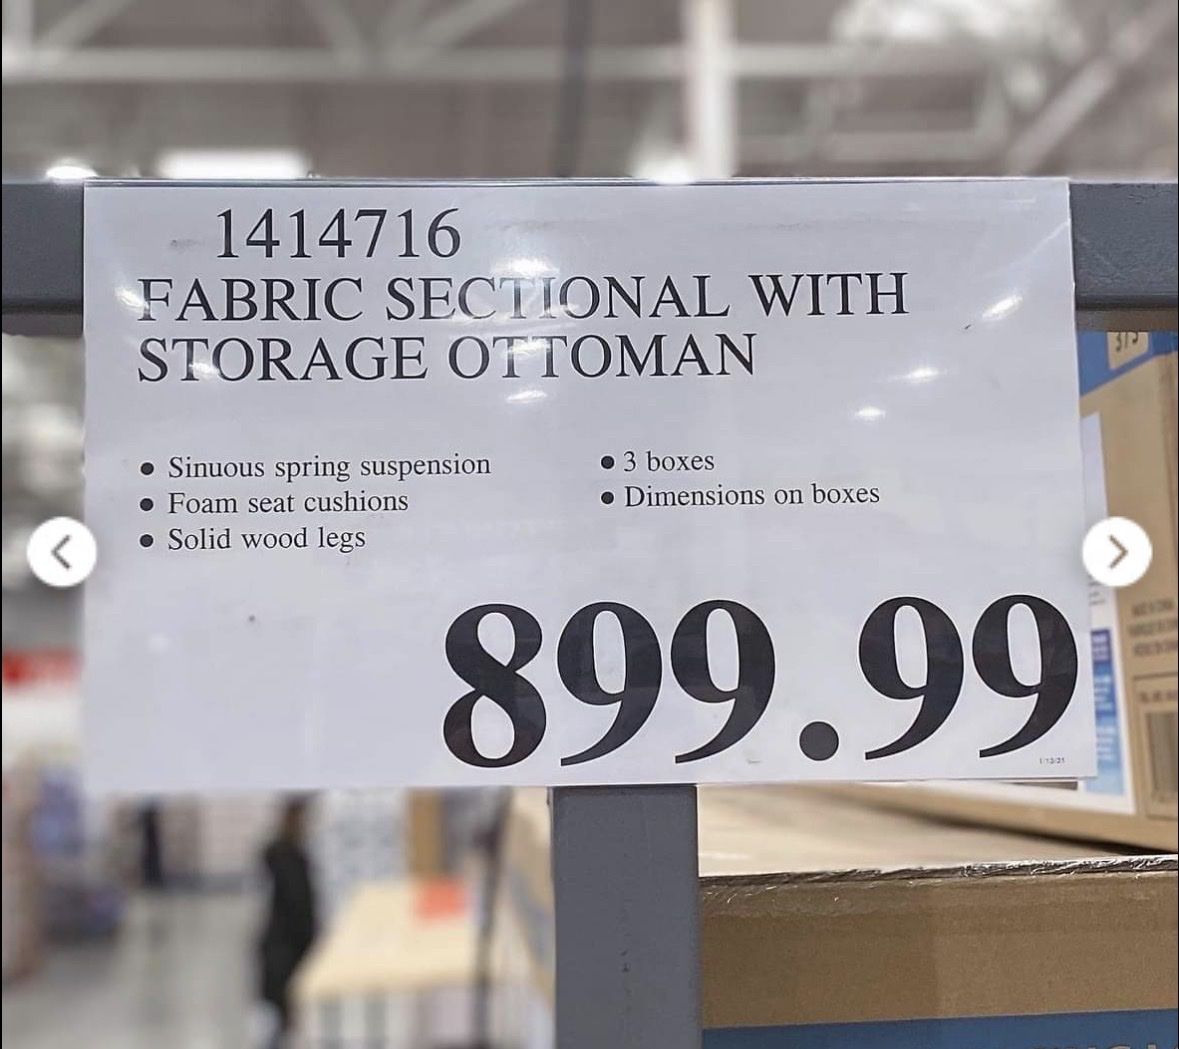 1414716
FABRIC SECTIONAL WITH
STORAGE OTTOMAN
• Sinuous spring suspension
• Foam seat cushions
• Solid wood legs
• 3 boxes
• Dimensions on boxes
899.99